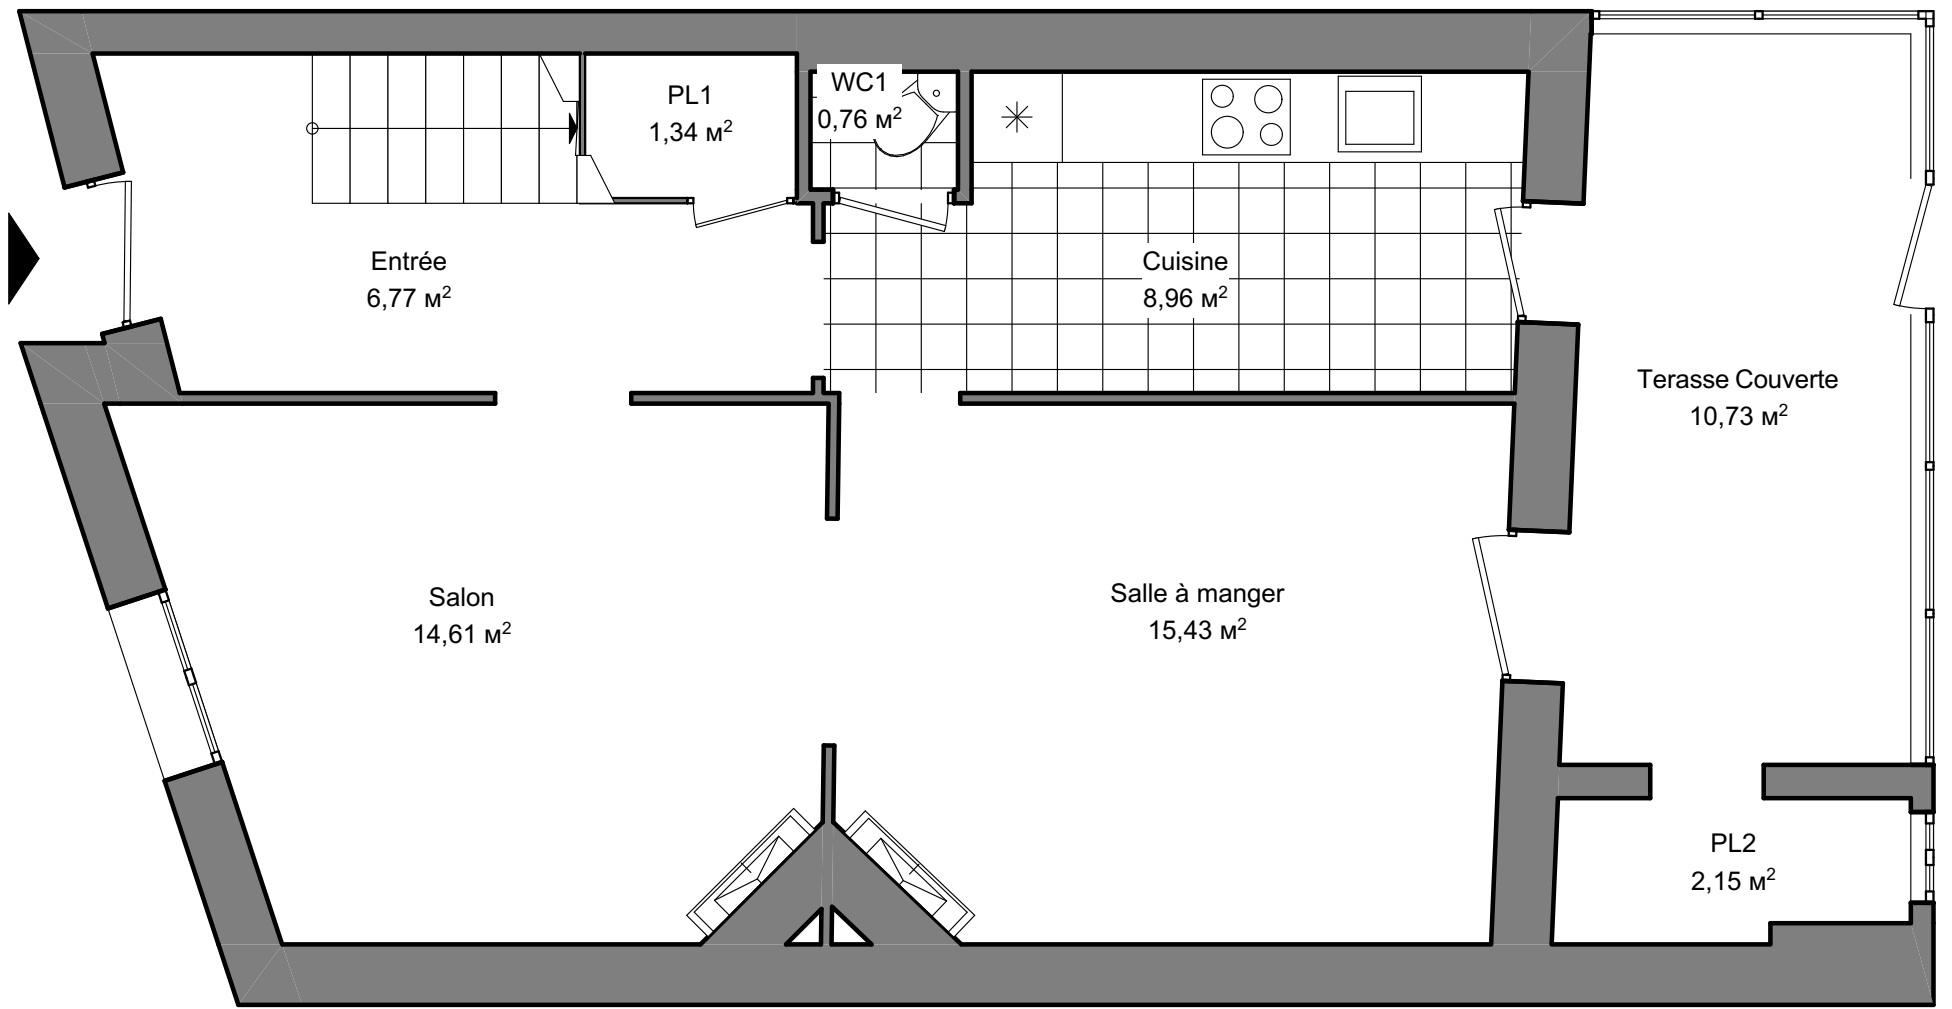 PL1
1,34 м²
WC1
0,76 м²
Entrée
6,77 м²
Cuisine
8,96 м²
Terasse Couverte
10,73 м²
Salon
14,61 м²
Salle à manger
15,43 м²
PL2
2,15 м²